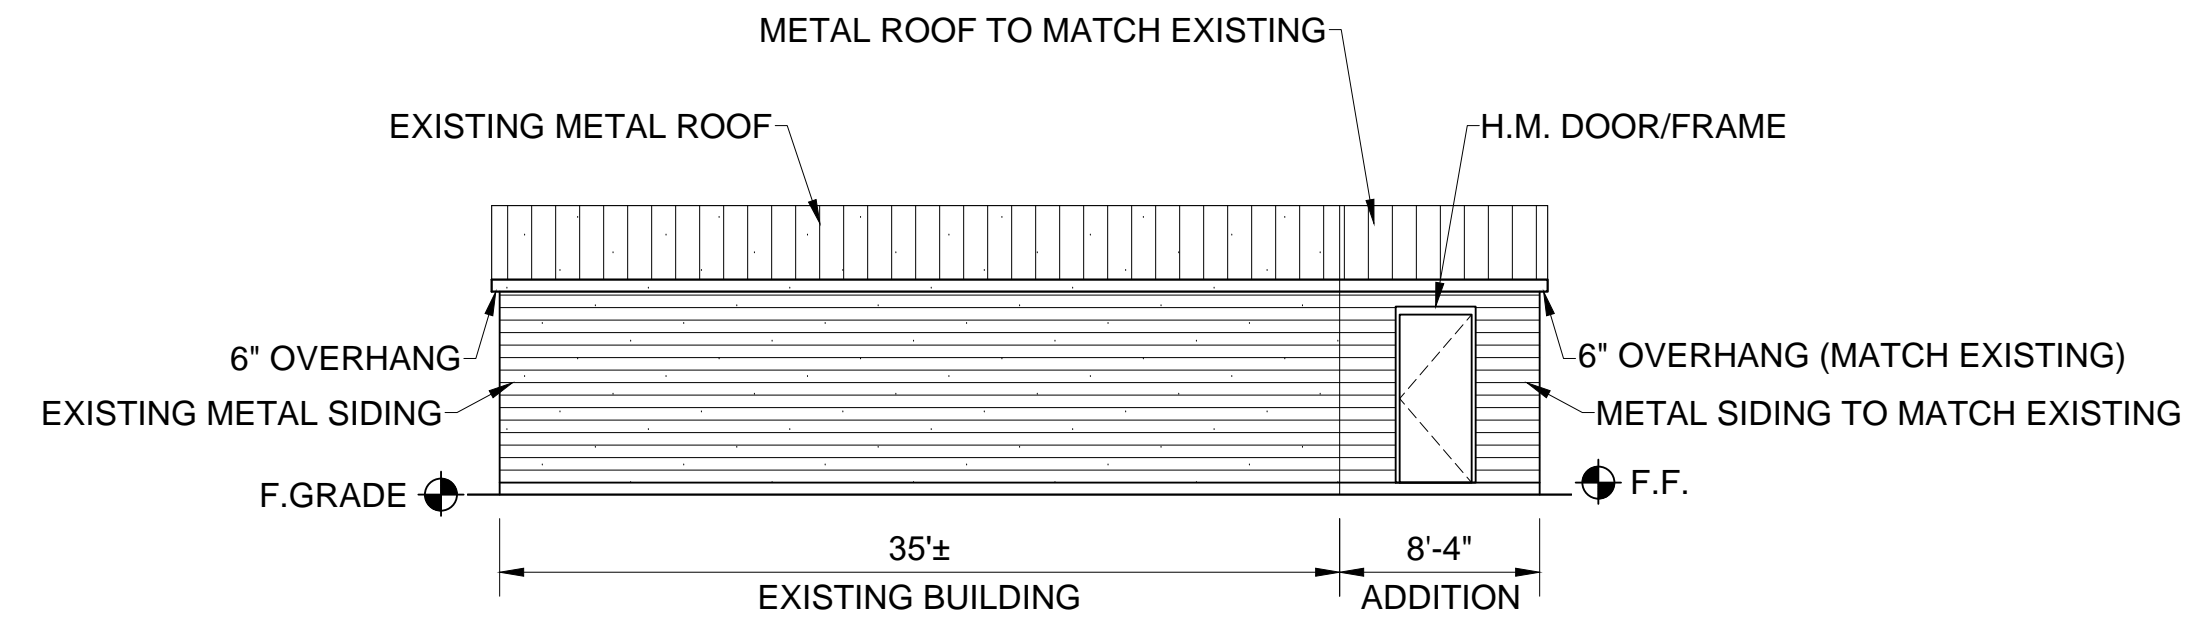 METAL ROOF TO MATCH EXISTING
EXISTING METAL ROOF
H.M. DOOR/FRAME
6" OVERHANG
6" OVERHANG (MATCH EXISTING)
EXISTING METAL SIDING
METAL SIDING TO MATCH EXISTING
F.GRADE
F.F.
35'±
8'-4"
EXISTING BUILDING
ADDITION